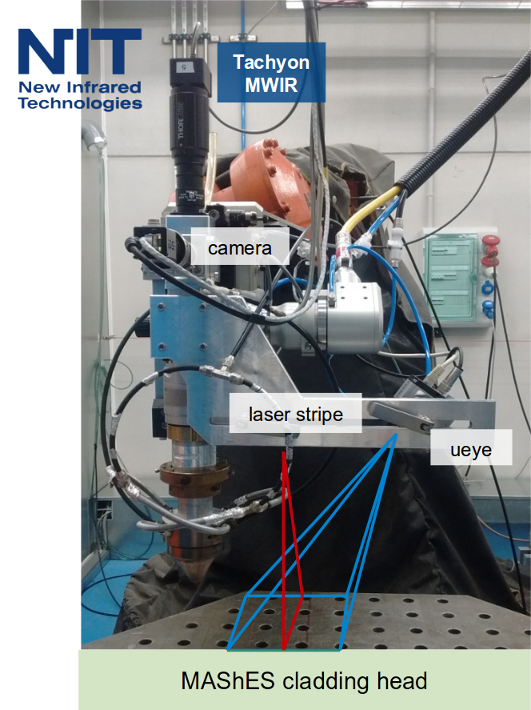 NIT
New Infrared
Technologies
Tachyon
MWIR
camera
laser stripe
ueye
MAShES cladding head